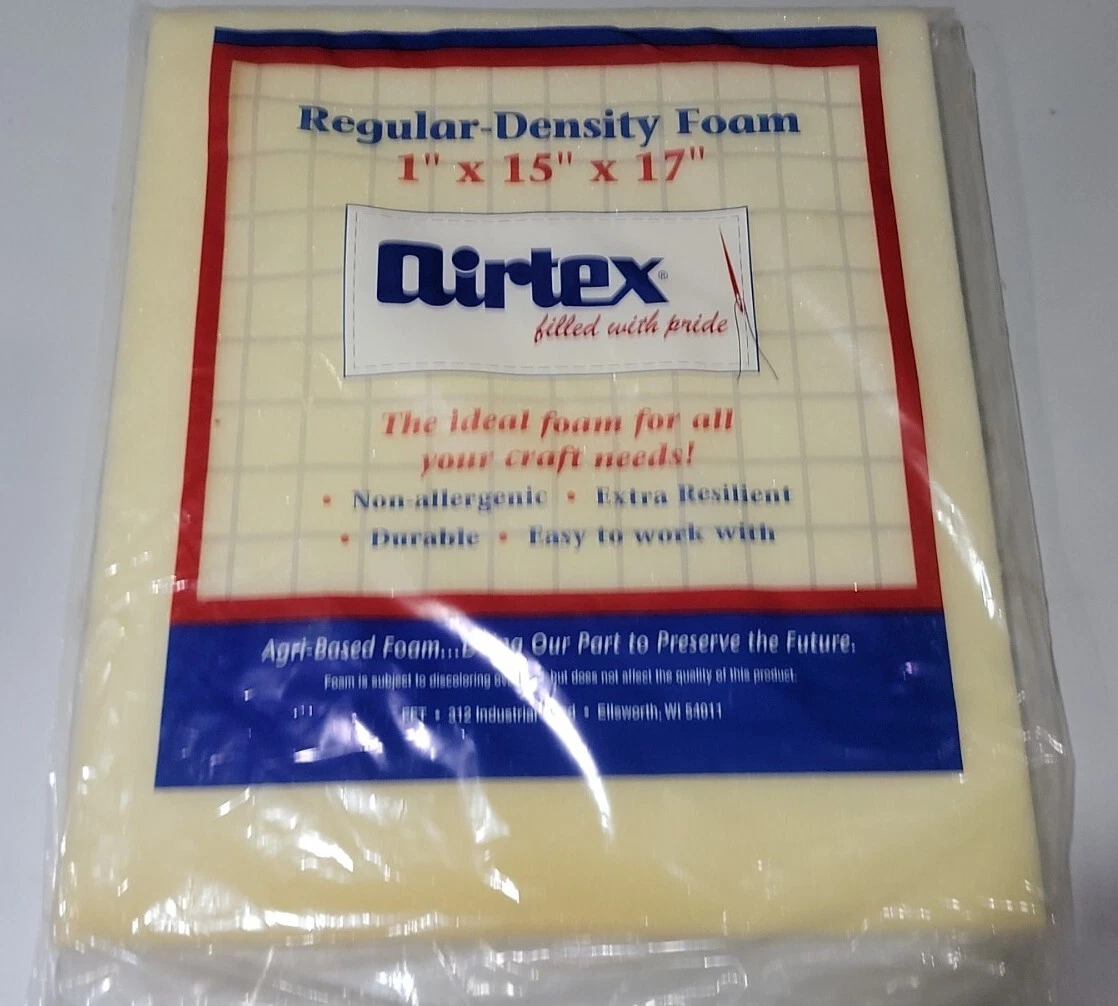 Regular-Density Foam
1" x 15" x 17"
airtex®
filled with pride
The ideal foam for all
your craft needs!
• Non-allergenic • Extra Resilient
• Durable • Easy to work with
Agri-Based Foam... Our Part to Preserve the Future.
Foam is subject to discoloring but does not affect the quality of this product.
312 Industrial • Ellsworth, WI 54011